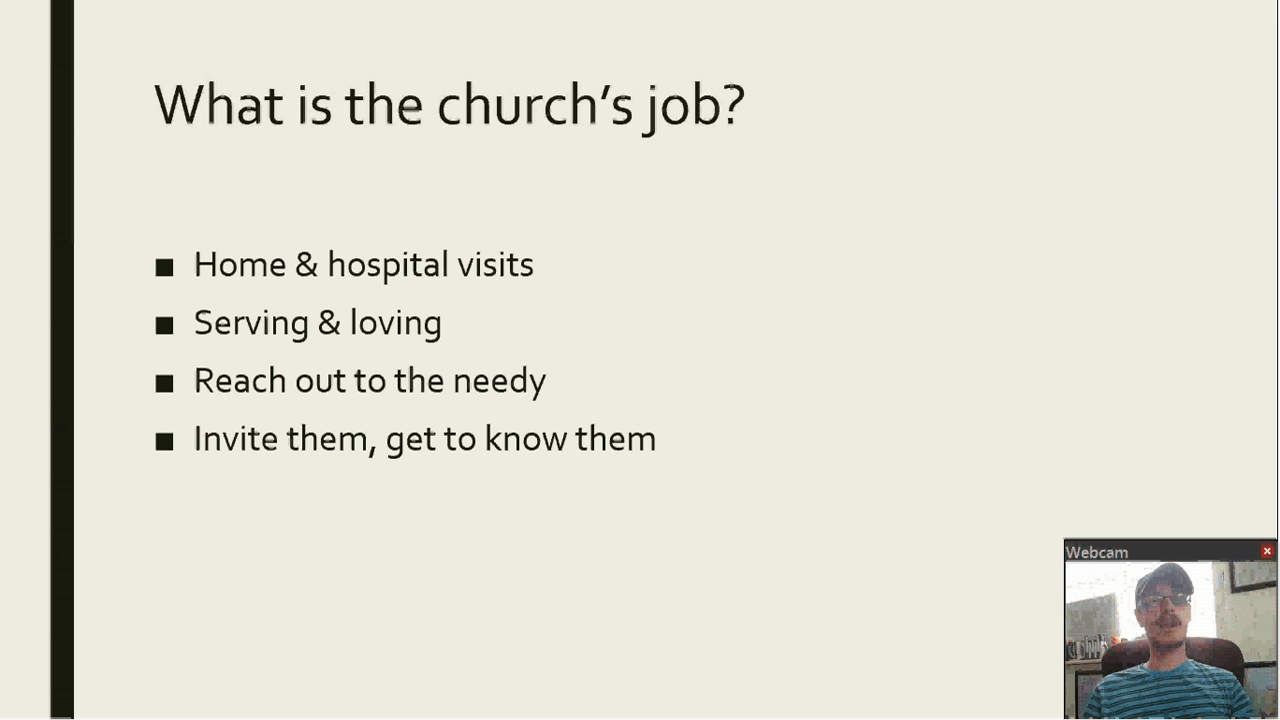 What is the church’s job?
■ Home & hospital visits
■ Serving & loving
■ Reach out to the needy
■ Invite them, get to know them
Webcam